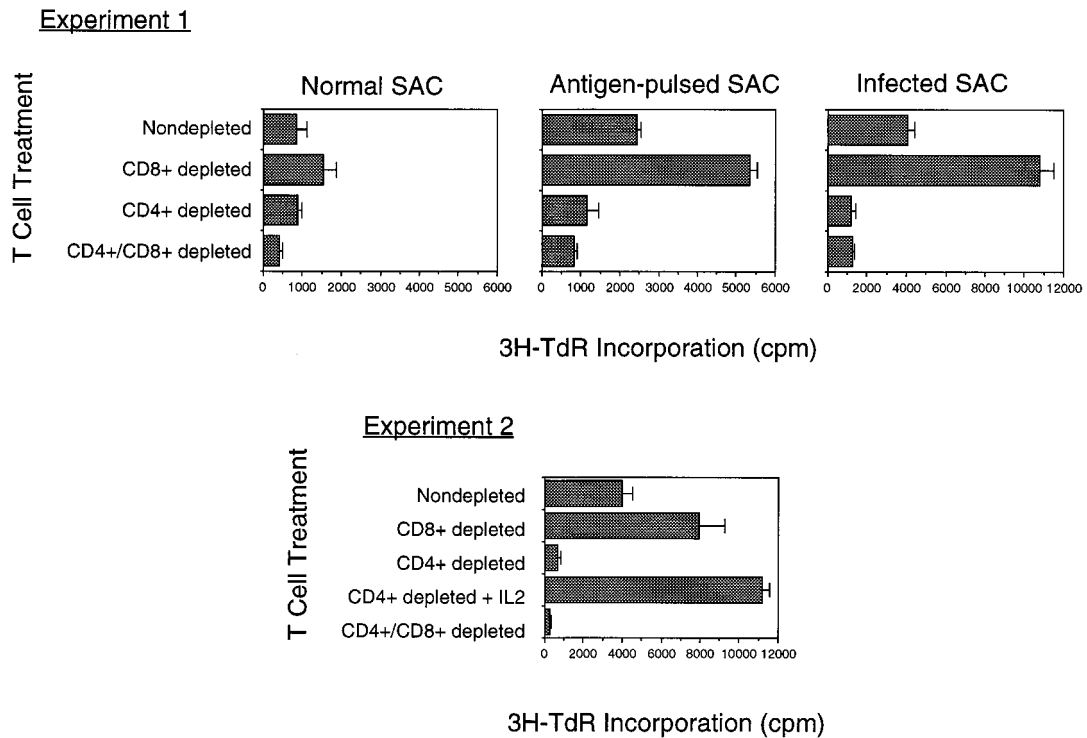 Experiment 1
Normal SAC
Antigen-pulsed SAC
Infected SAC
T Cell Treatment
Nondepleted
CD8+ depleted
CD4+ depleted
CD4+/CD8+ depleted
0 1000 2000 3000 4000 5000 6000
0 1000 2000 3000 4000 5000 6000
0 2000 4000 6000 8000 10000 12000
3H-TdR Incorporation (cpm)
Experiment 2
T Cell Treatment
Nondepleted
CD8+ depleted
CD4+ depleted
CD4+ depleted + IL2
CD4+/CD8+ depleted
0 2000 4000 6000 8000 10000 12000
3H-TdR Incorporation (cpm)